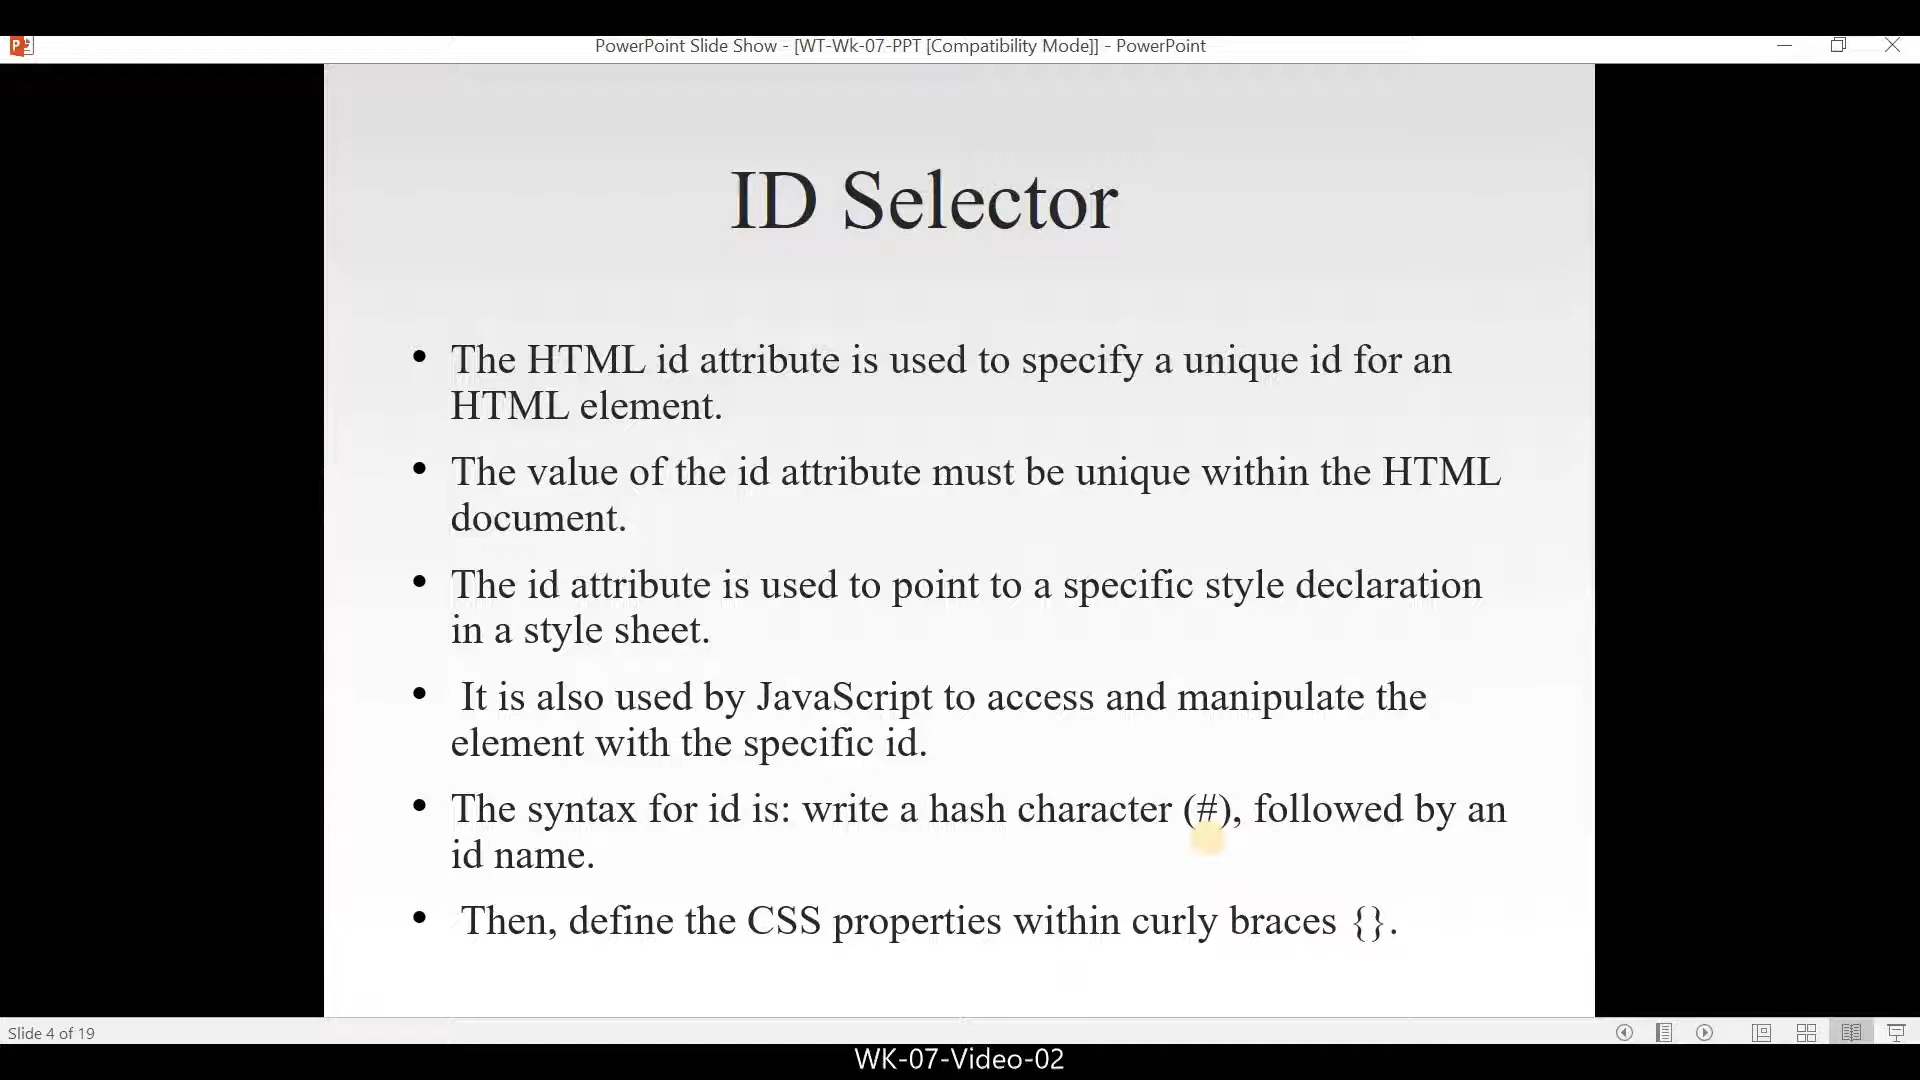 PowerPoint Slide Show - [WT-Wk-07-PPT [Compatibility Mode]] - PowerPoint
ID Selector
• The HTML id attribute is used to specify a unique id for an
HTML element.
• The value of the id attribute must be unique within the HTML
document.
• The id attribute is used to point to a specific style declaration
in a style sheet.
• It is also used by JavaScript to access and manipulate the
element with the specific id.
• The syntax for id is: write a hash character (#), followed by an
id name.
• Then, define the CSS properties within curly braces {}.
Slide 4 of 19
WK-07-Video-02